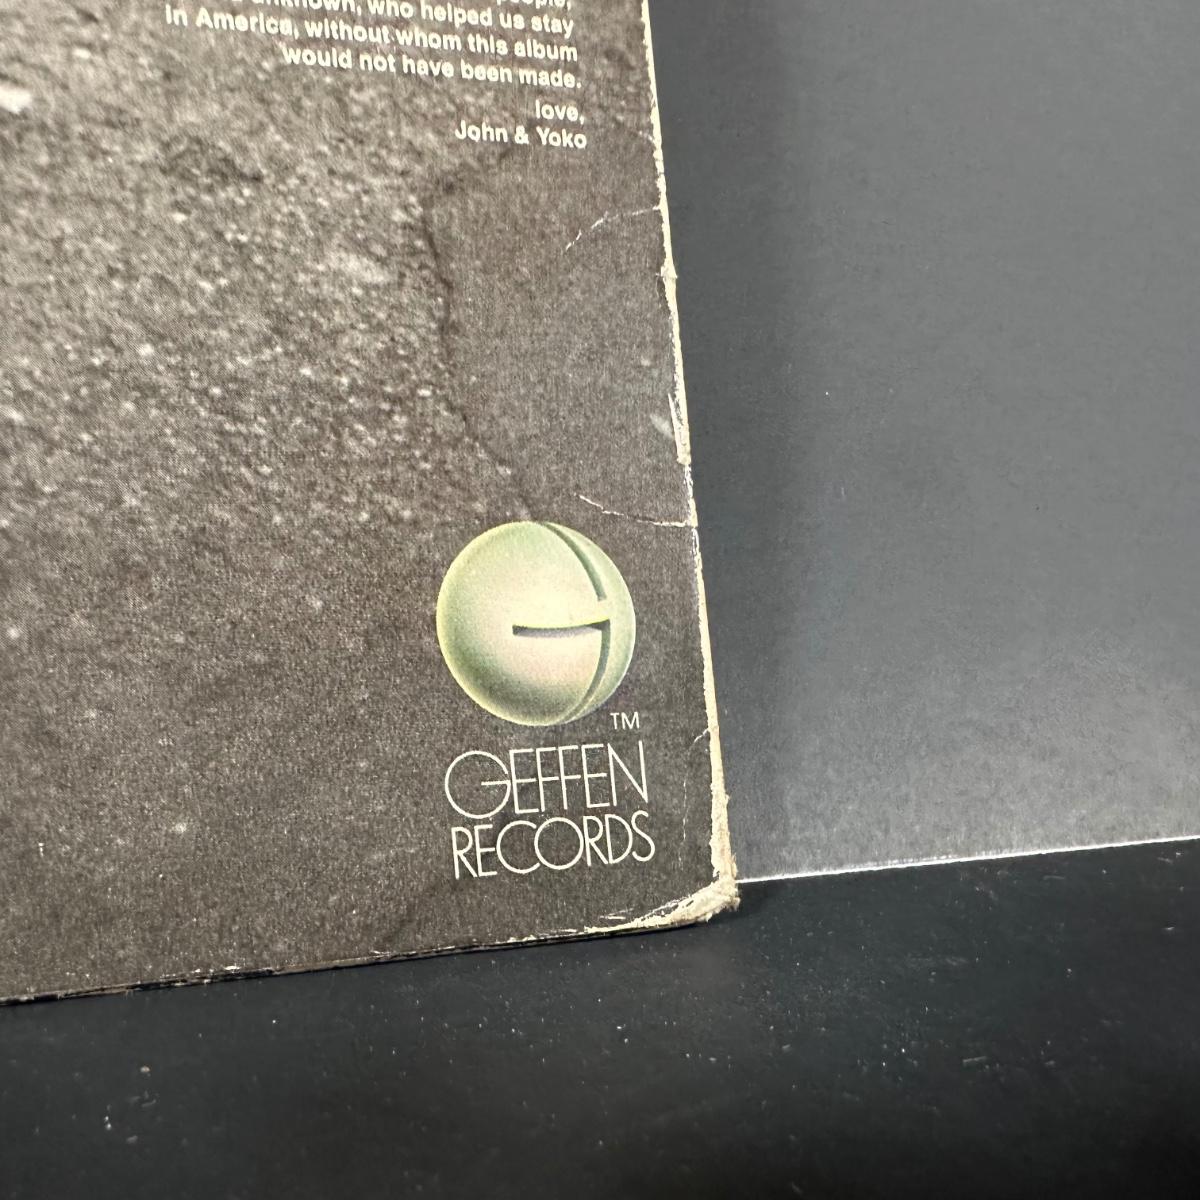 unknown, who helped us stay
in America, without whom this album
would not have been made.
love,
John & Yoko
TM
GEFFEN
RECORDS